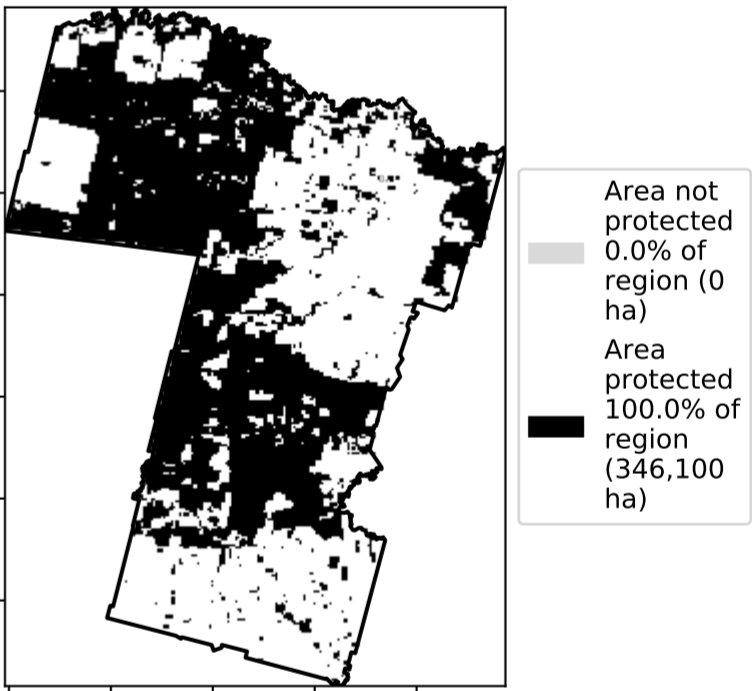 Area not
protected
0.0% of
region (0
ha)
Area
protected
100.0% of
region
(346,100
ha)